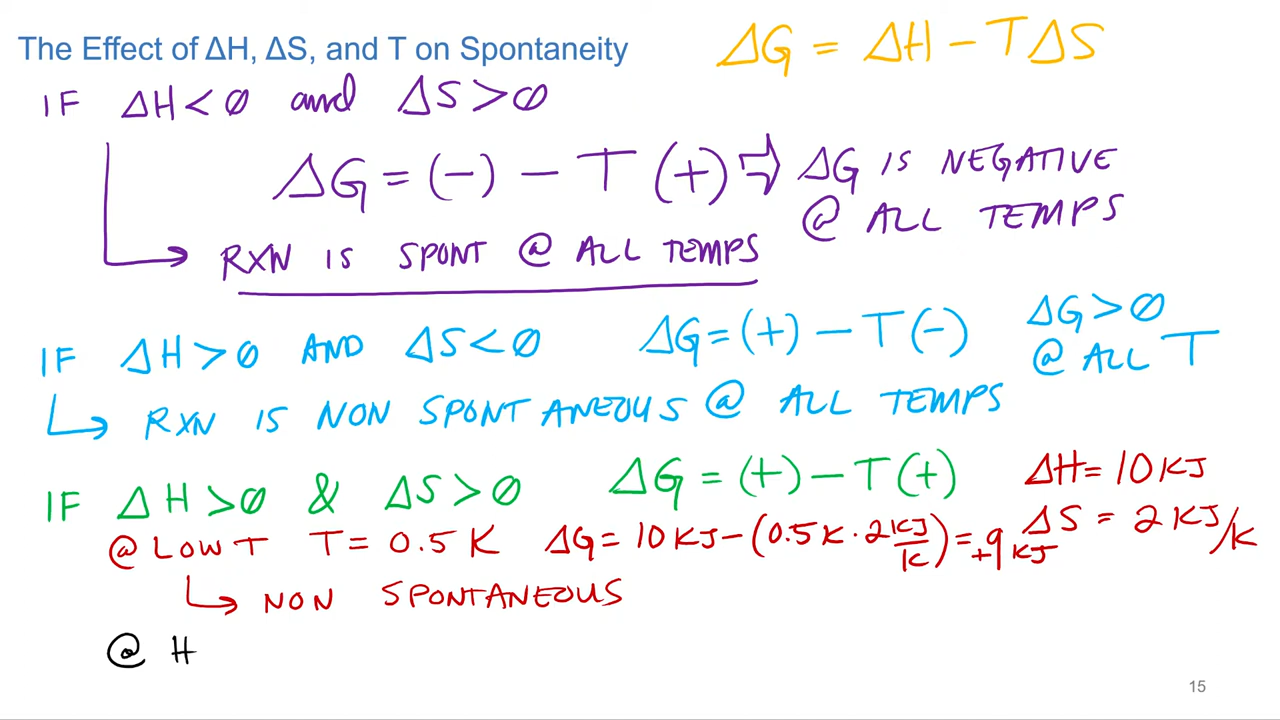 The Effect of ΔH, ΔS, and T on Spontaneity
ΔG = ΔH - TΔS
IF ΔH < 0 and ΔS > 0
ΔG = (-) - T (+) ⇒ ΔG IS NEGATIVE
@ ALL TEMPS
RXN IS SPONT @ ALL TEMPS
IF ΔH > 0 AND ΔS < 0 ΔG = (+) - T (-) ΔG > 0
@ ALL T
RXN IS NON SPONTANEOUS @ ALL TEMPS
IF ΔH > 0 & ΔS > 0 ΔG = (+) - T (+) ΔH = 10 KJ
ΔS = 2 KJ/K
@ LOW T T = 0.5 K ΔG = 10 KJ - (0.5 K · 2 KJ/K) = +9 KJ
NON SPONTANEOUS
@ H
15